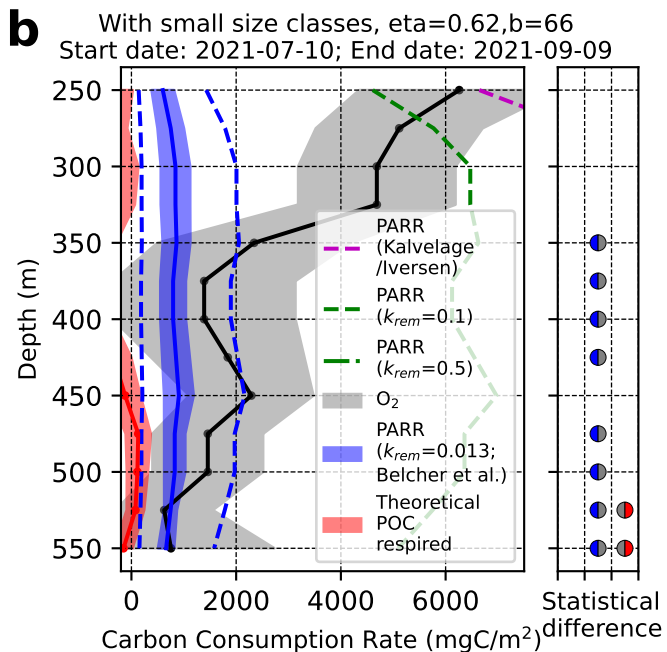 b
With small size classes, eta=0.62,b=66
Start date: 2021-07-10; End date: 2021-09-09
250
300
350
400
450
500
550
Depth (m)
PARR
(Kalvelage
/Iversen)
PARR
(k_rem=0.1)
PARR
(k_rem=0.5)
O₂
PARR
(k_rem=0.013;
Belcher et al.)
Theoretical
POC
respired
0 2000 4000 6000
Carbon Consumption Rate (mgC/m²)
Statistical
difference